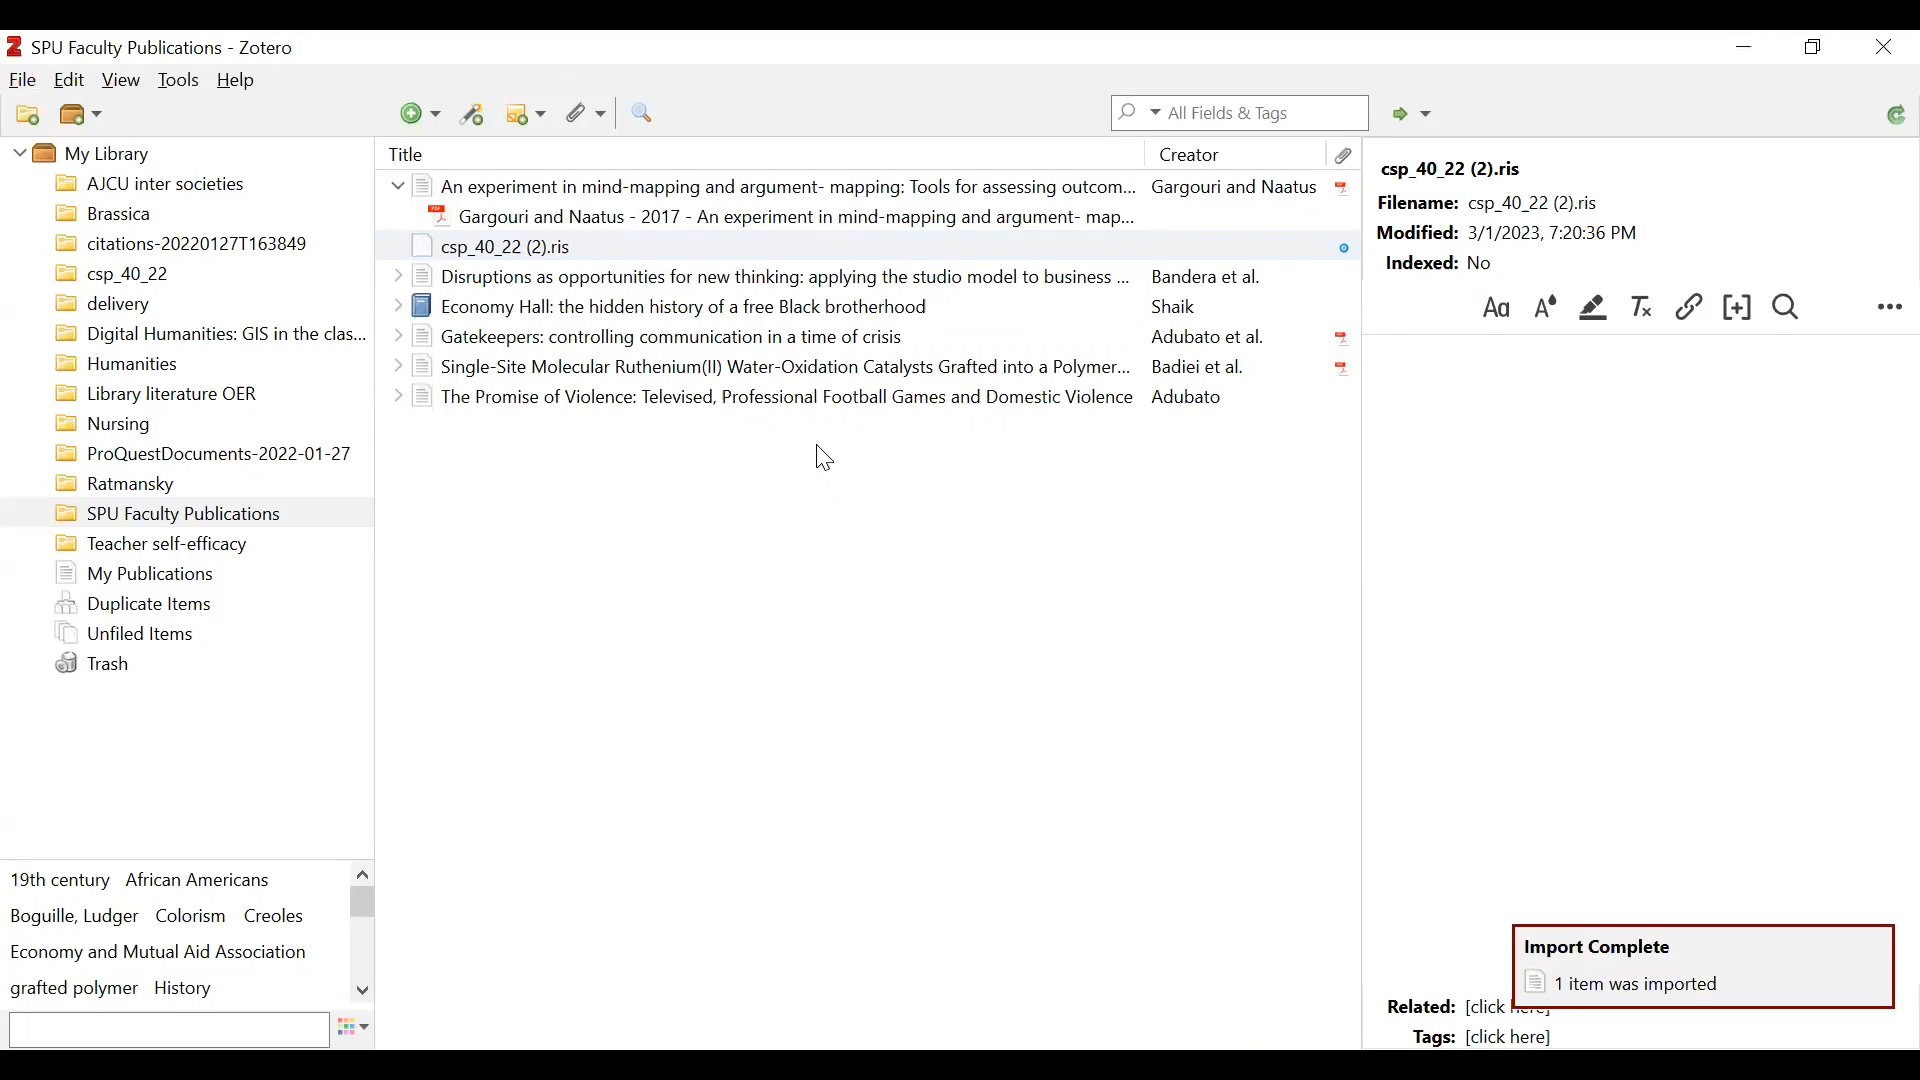 SPU Faculty Publications - Zotero
File Edit View Tools Help
All Fields & Tags
My Library
AJCU inter societies
Brassica
citations-20220127T163849
csp_40_22
delivery
Digital Humanities: GIS in the clas...
Humanities
Library literature OER
Nursing
ProQuestDocuments-2022-01-27
Ratmansky
SPU Faculty Publications
Teacher self-efficacy
My Publications
Duplicate Items
Unfiled Items
Trash
19th century African Americans
Boguille, Ludger Colorism Creoles
Economy and Mutual Aid Association
grafted polymer History
Title Creator
An experiment in mind-mapping and argument- mapping: Tools for assessing outcom... Gargouri and Naatus
Gargouri and Naatus - 2017 - An experiment in mind-mapping and argument- map...
csp_40_22 (2).ris
Disruptions as opportunities for new thinking: applying the studio model to business ... Bandera et al.
Economy Hall: the hidden history of a free Black brotherhood Shaik
Gatekeepers: controlling communication in a time of crisis Adubato et al.
Single-Site Molecular Ruthenium(II) Water-Oxidation Catalysts Grafted into a Polymer... Badiei et al.
The Promise of Violence: Televised, Professional Football Games and Domestic Violence Adubato
csp_40_22 (2).ris
Filename: csp_40_22 (2).ris
Modified: 3/1/2023, 7:20:36 PM
Indexed: No
Import Complete
1 item was imported
Related: [click here]
Tags: [click here]